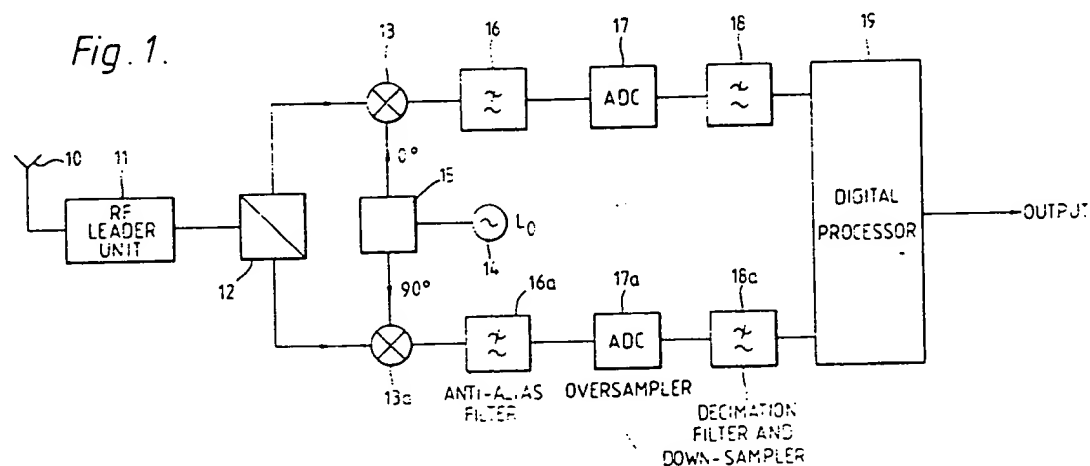 Fig. 1.
13
16
17
18
19
ADC
10
11
RF
LEADER
UNIT
12
0°
15
L0
14
90°
DIGITAL
PROCESSOR
OUTPUT
16a
17a
18a
ADC
13a
ANTI-ALIAS
FILTER
OVERSAMPLER
DECIMATION
FILTER AND
DOWN-SAMPLER